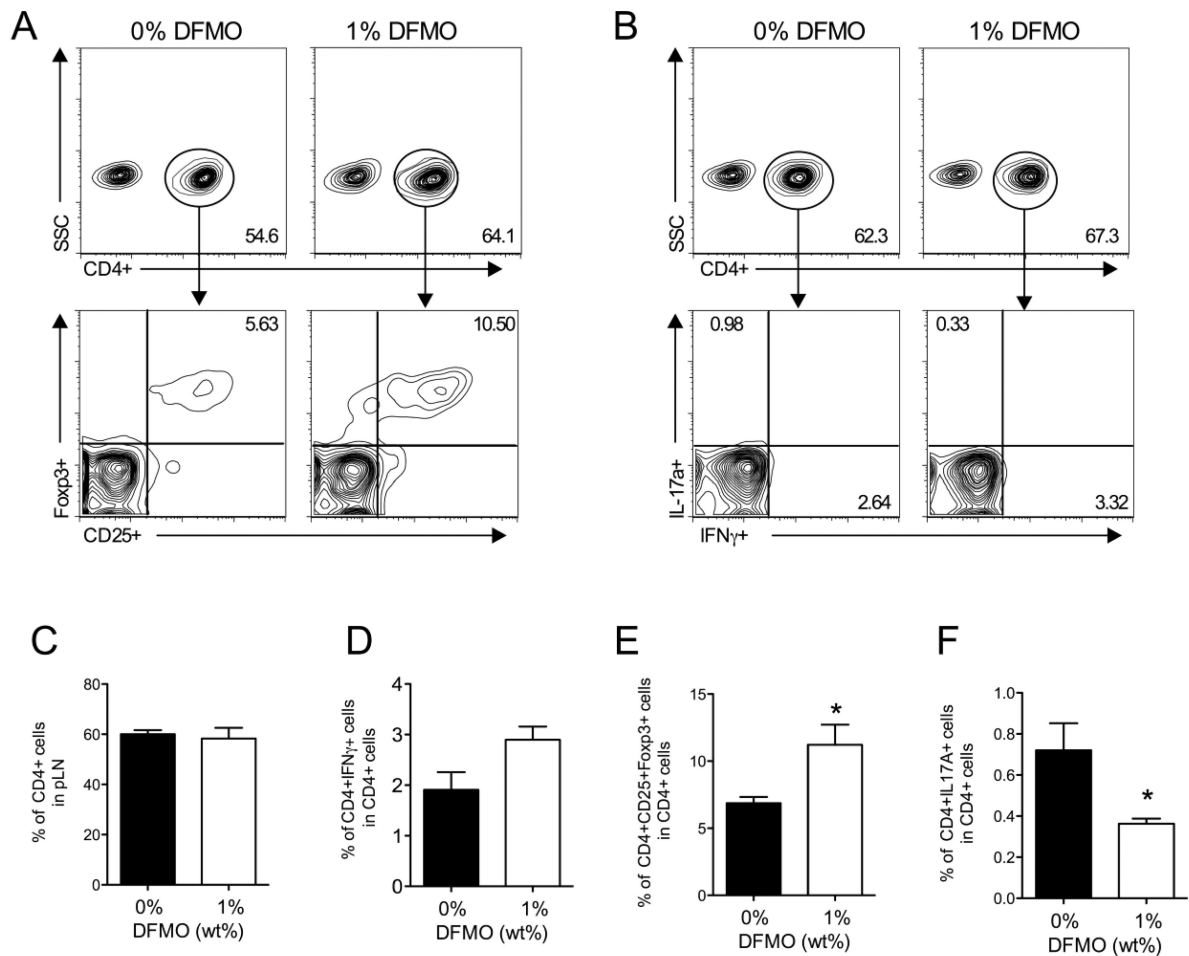 A
0% DFMO 1% DFMO
SSC
54.6 64.1
CD4+
5.63 10.50
Foxp3+
CD25+
B
0% DFMO 1% DFMO
SSC
62.3 67.3
CD4+
0.98 0.33
IL-17a+
2.64 3.32
IFNγ+
C
% of CD4+ cells
in pLN
80
60
40
20
0
0% 1%
DFMO (wt%)
D
% of CD4+IFNγ+ cells
in CD4+ cells
4
3
2
1
0
0% 1%
DFMO (wt%)
E
% of CD4+CD25+Foxp3+ cells
in CD4+ cells
15
10
5
0
*
0% 1%
DFMO (wt%)
F
% of CD4+IL17A+ cells
in CD4+ cells
1.0
0.8
0.6
0.4
0.2
0.0
*
0% 1%
DFMO (wt%)